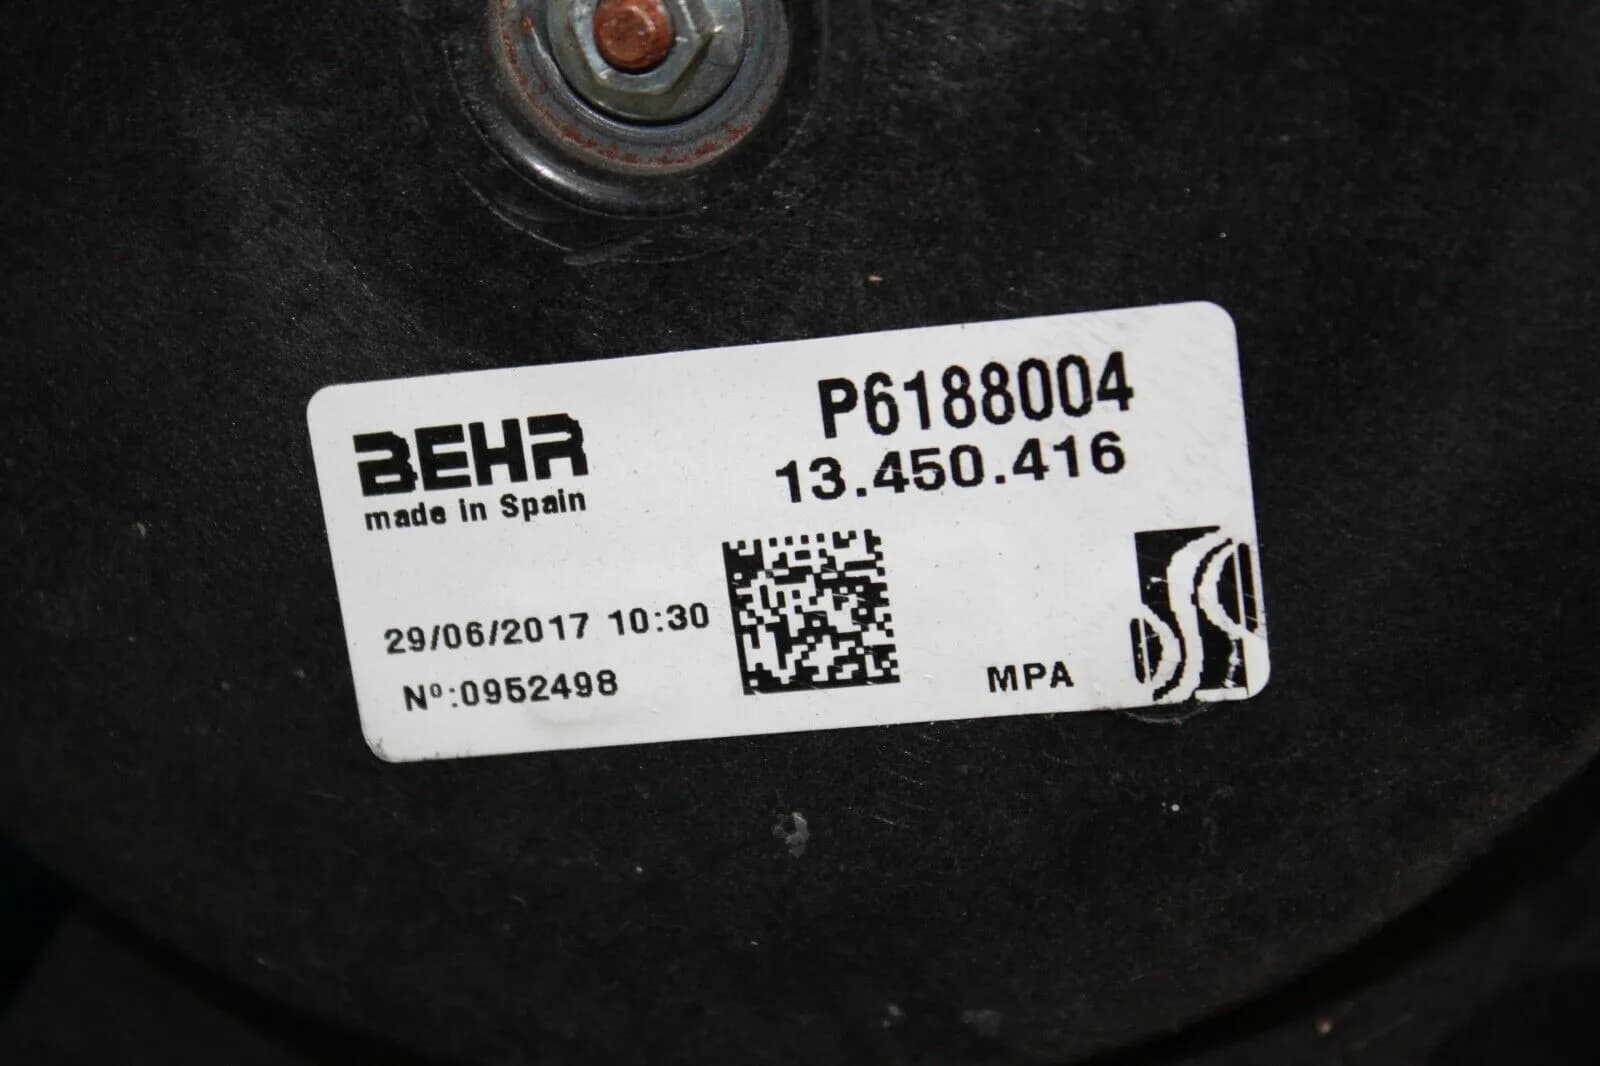 BEHR
made in Spain
P6188004
13.450.416
29/06/2017 10:30
Nº:0952498
MPA